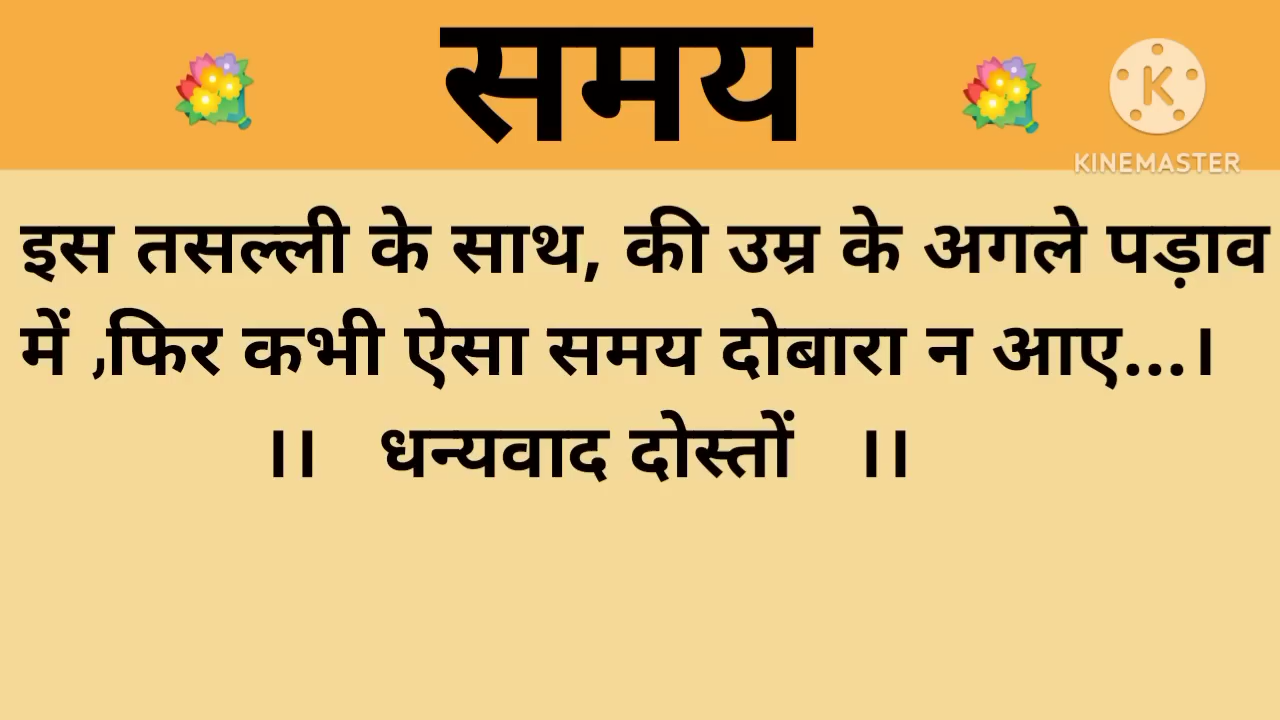 समय
KINEMASTER
इस तसल्ली के साथ, की उम्र के अगले पड़ाव
में ,फिर कभी ऐसा समय दोबारा न आए...।
।। धन्यवाद दोस्तों ।।